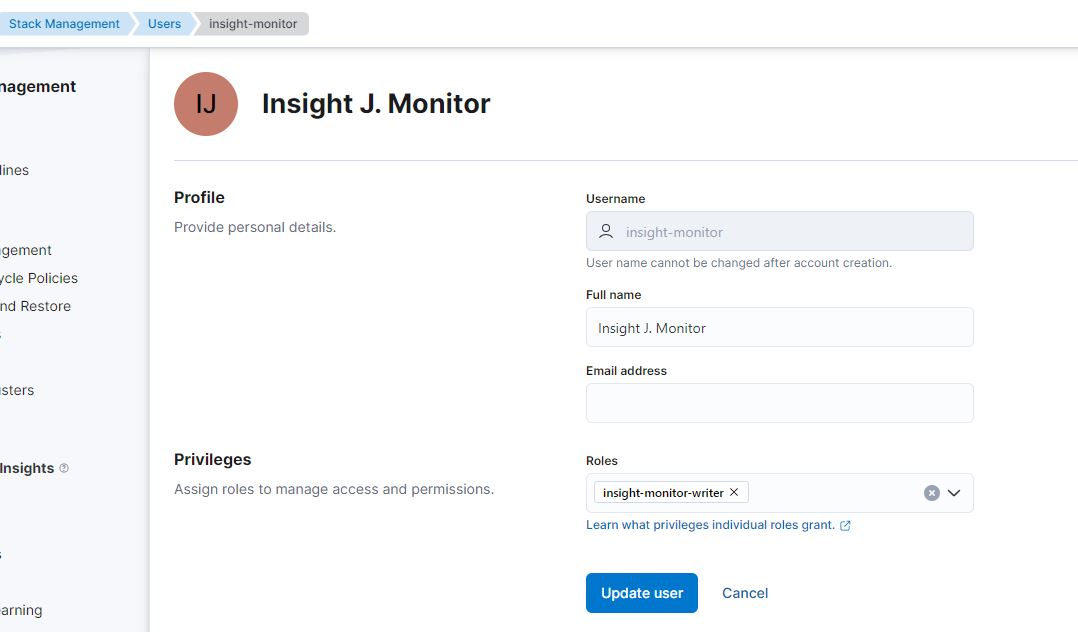 Stack Management
Users
insight-monitor
nagement
lines
gement
ycle Policies
nd Restore
s
sters
Insights
s
earning
IJ
Insight J. Monitor
Profile
Provide personal details.
Username
insight-monitor
User name cannot be changed after account creation.
Full name
Insight J. Monitor
Email address
Privileges
Assign roles to manage access and permissions.
Roles
insight-monitor-writer
Learn what privileges individual roles grant.
Update user
Cancel